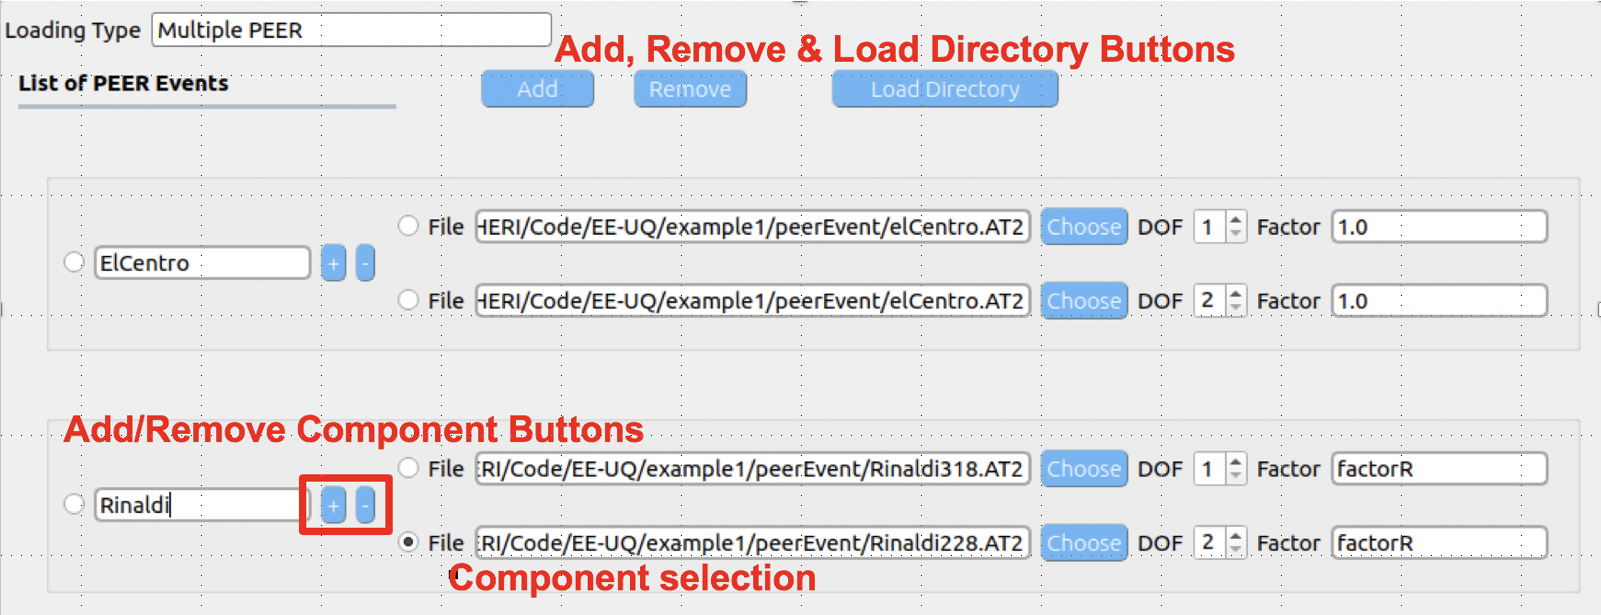 Loading Type Multiple PEER
Add, Remove & Load Directory Buttons
List of PEER Events Add Remove Load Directory
File HERI/Code/EE-UQ/example1/peerEvent/elCentro.AT2 Choose DOF 1 Factor 1.0
ElCentro + -
File HERI/Code/EE-UQ/example1/peerEvent/elCentro.AT2 Choose DOF 2 Factor 1.0
Add/Remove Component Buttons
File ERI/Code/EE-UQ/example1/peerEvent/Rinaldi318.AT2 Choose DOF 1 Factor factorR
Rinaldi + -
File ERI/Code/EE-UQ/example1/peerEvent/Rinaldi228.AT2 Choose DOF 2 Factor factorR
Component selection